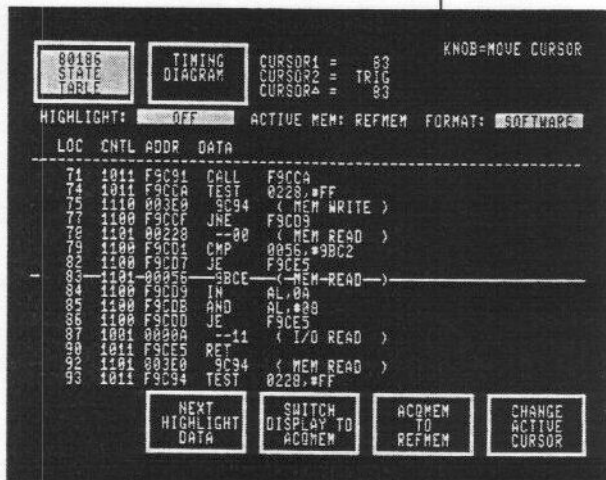 KNOB=MOVE CURSOR
80186
STATE
TABLE
TIMING
DIAGRAM
CURSOR1 = 83
CURSOR2 = TRIG
CURSOR△ = 83
HIGHLIGHT: OFF ACTIVE MEM: REFMEM FORMAT: SOFTWARE
LOC CNTL ADDR DATA
71 1011 F9C91 CALL F9CCA
74 1011 F9CCA TEST 0228,#FF
75 1110 003E0 9C94 ( MEM WRITE )
77 1100 F9CCF JNE F9CD9
78 1101 00228 --00 ( MEM READ )
79 1100 F9CD1 CMP 0056,#9BC2
82 1100 F9CD7 JE F9CE5
83 1101 00056 9BCE ( MEM READ )
84 1100 F9CD9 IN AL,0A
85 1100 F9CDB AND AL,#08
86 1100 F9CDD JE F9CE5
87 1001 0000A --11 ( I/O READ )
90 1011 F9CE5 RET
92 1101 003E0 9C94 ( MEM READ )
93 1011 F9C94 TEST 0228,#FF
NEXT
HIGHLIGHT
DATA
SWITCH
DISPLAY TO
ACQMEM
ACQMEM
TO
REFMEM
CHANGE
ACTIVE
CURSOR